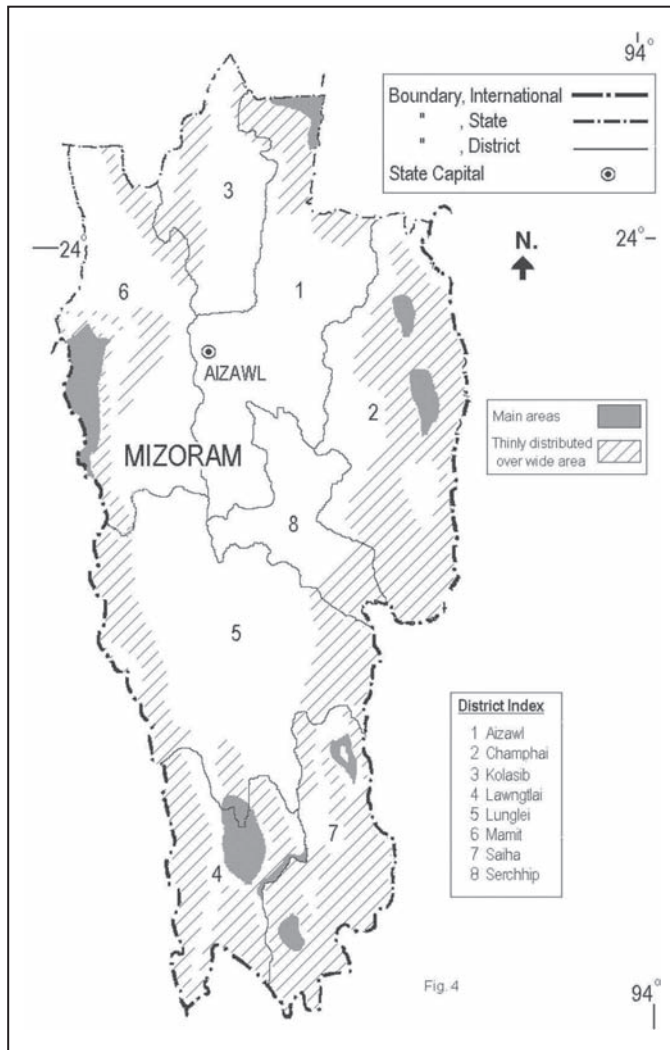 94°
Boundary, International
" , State
" , District
State Capital
3
24°
24°
N.
6
1
AIZAWL
2
Main areas
MIZORAM
Thinly distributed
over wide area
8
5
District Index
1 Aizawl
2 Champhai
3 Kolasib
4 Lawngtlai
5 Lunglei
6 Mamit
7 Saiha
8 Serchhip
7
4
Fig. 4
94°